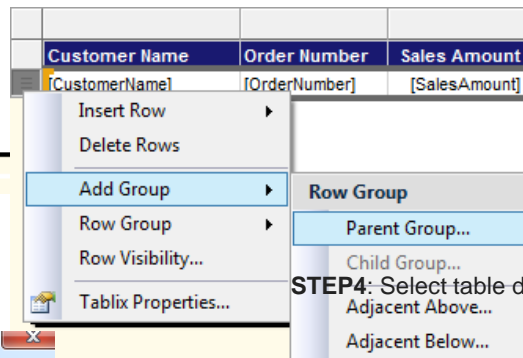 Customer Name Order Number Sales Amount
[CustomerName] [OrderNumber] [SalesAmount]
Insert Row
Delete Rows
Add Group
Row Group
Row Visibility...
Tablix Properties...
Row Group
Parent Group...
Child Group...
STEP4: Select table d
Adjacent Above...
Adjacent Below...